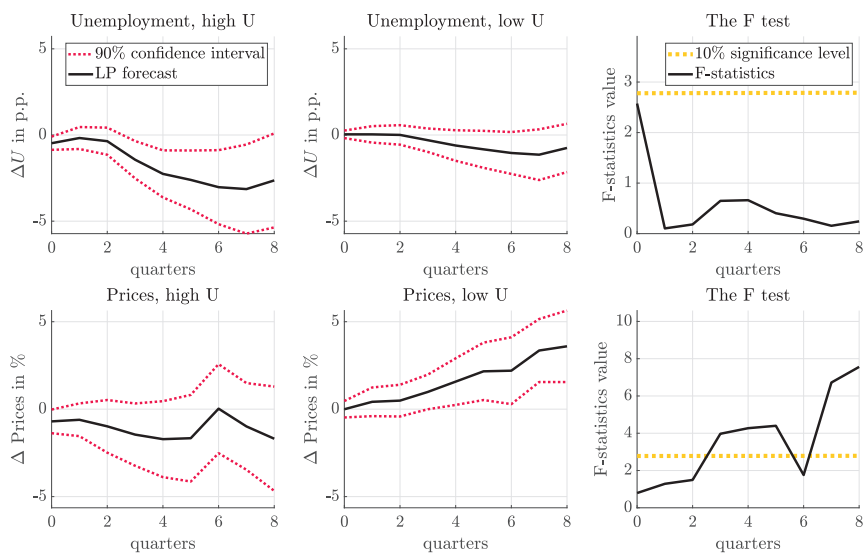 Unemployment, high U
Unemployment, low U
The F test
5
0
-5
ΔU in p.p.
90% confidence interval
LP forecast
0 2 4 6 8
quarters
5
0
-5
ΔU in p.p.
0 2 4 6 8
quarters
3
2
1
0
F-statistics value
10% significance level
F-statistics
0 2 4 6 8
quarters
Prices, high U
Prices, low U
The F test
5
0
-5
Δ Prices in %
0 2 4 6 8
quarters
5
0
-5
Δ Prices in %
0 2 4 6 8
quarters
10
8
6
4
2
0
F-statistics value
0 2 4 6 8
quarters